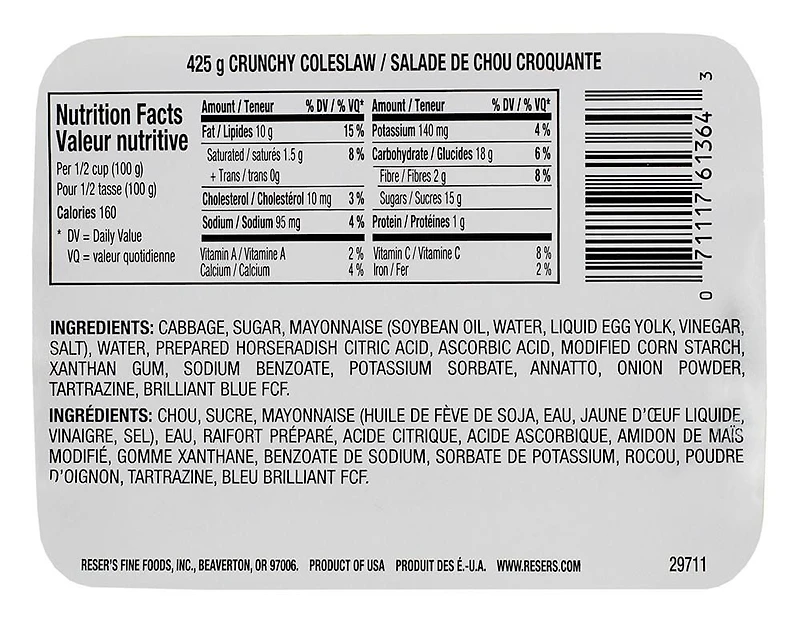 425 g CRUNCHY COLESLAW / SALADE DE CHOU CROQUANTE
Nutrition Facts
Valeur nutritive
Per 1/2 cup (100 g)
Pour 1/2 tasse (100 g)
Calories 160
* DV = Daily Value
VQ = valeur quotidienne
Amount / Teneur % DV / % VQ*
Fat / Lipides 10 g 15 %
Saturated / saturés 1.5 g 8 %
+ Trans / trans 0g
Cholesterol / Cholestérol 10 mg 3 %
Sodium / Sodium 95 mg 4 %
Vitamin A / Vitamine A 2 %
Calcium / Calcium 4 %
Amount / Teneur % DV / % VQ*
Potassium 140 mg 4 %
Carbohydrate / Glucides 18 g 6 %
Fibre / Fibres 2 g 8 %
Sugars / Sucres 15 g
Protein / Protéines 1 g
Vitamin C / Vitamine C 8 %
Iron / Fer 2 %
0 71117 61364 3
INGREDIENTS: CABBAGE, SUGAR, MAYONNAISE (SOYBEAN OIL, WATER, LIQUID EGG YOLK, VINEGAR,
SALT), WATER, PREPARED HORSERADISH CITRIC ACID, ASCORBIC ACID, MODIFIED CORN STARCH,
XANTHAN GUM, SODIUM BENZOATE, POTASSIUM SORBATE, ANNATTO, ONION POWDER,
TARTRAZINE, BRILLIANT BLUE FCF.
INGRÉDIENTS: CHOU, SUCRE, MAYONNAISE (HUILE DE FÈVE DE SOJA, EAU, JAUNE D'ŒUF LIQUIDE,
VINAIGRE, SEL), EAU, RAIFORT PRÉPARÉ, ACIDE CITRIQUE, ACIDE ASCORBIQUE, AMIDON DE MAÏS
MODIFIÉ, GOMME XANTHANE, BENZOATE DE SODIUM, SORBATE DE POTASSIUM, ROCOU, POUDRE
D'OIGNON, TARTRAZINE, BLEU BRILLIANT FCF.
RESER'S FINE FOODS, INC., BEAVERTON, OR 97006. PRODUCT OF USA PRODUIT DES É.-U.A. WWW.RESERS.COM
29711